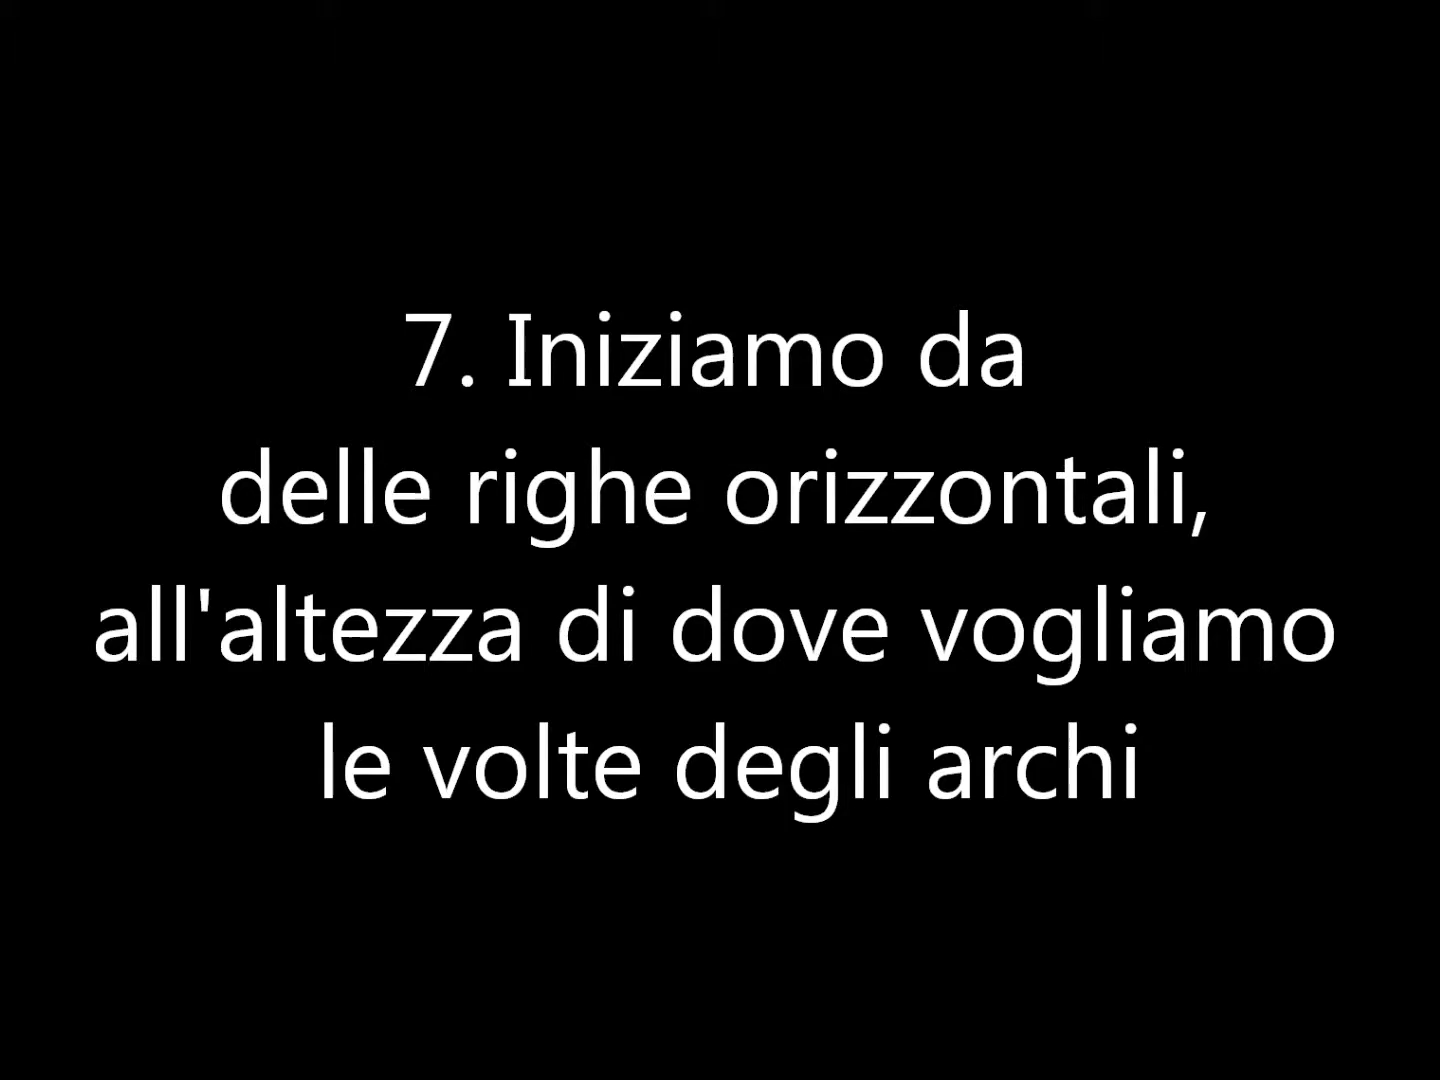 7. Iniziamo da
delle righe orizzontali,
all'altezza di dove vogliamo
le volte degli archi